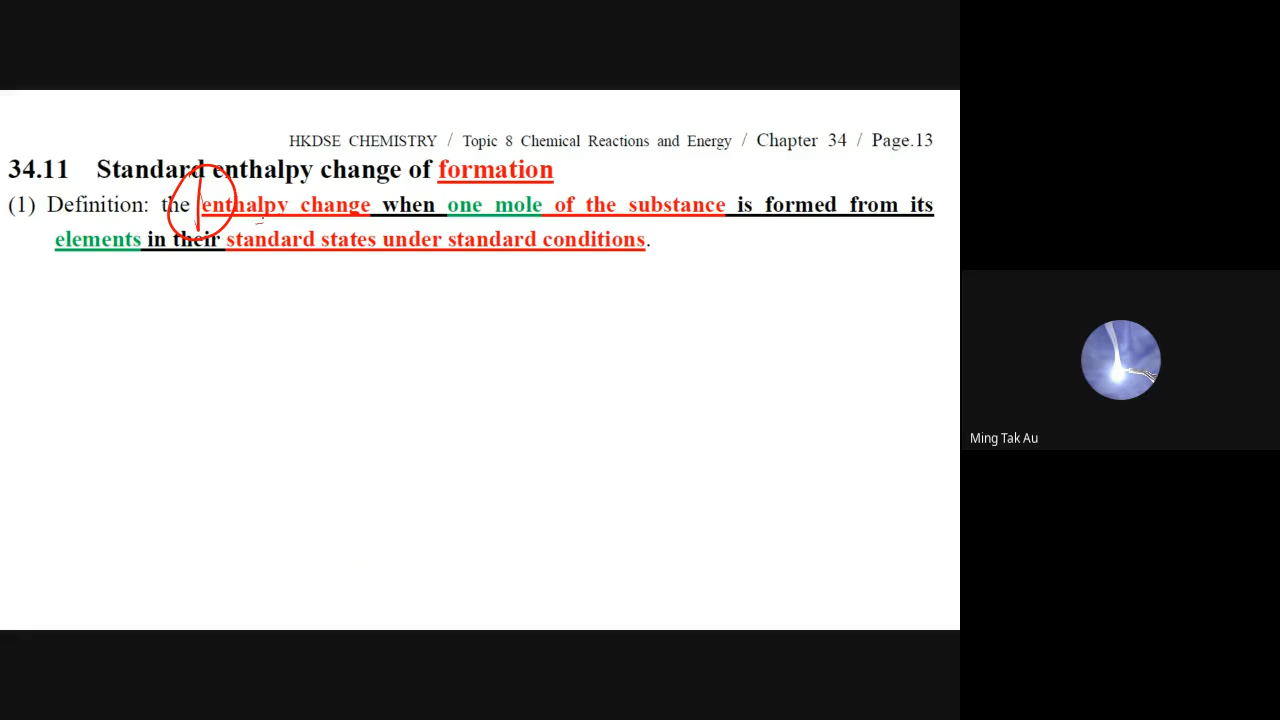 HKDSE CHEMISTRY / Topic 8 Chemical Reactions and Energy / Chapter 34 / Page.13
34.11 Standard enthalpy change of formation
(1) Definition: the enthalpy change when one mole of the substance is formed from its
elements in their standard states under standard conditions.
Ming Tak Au